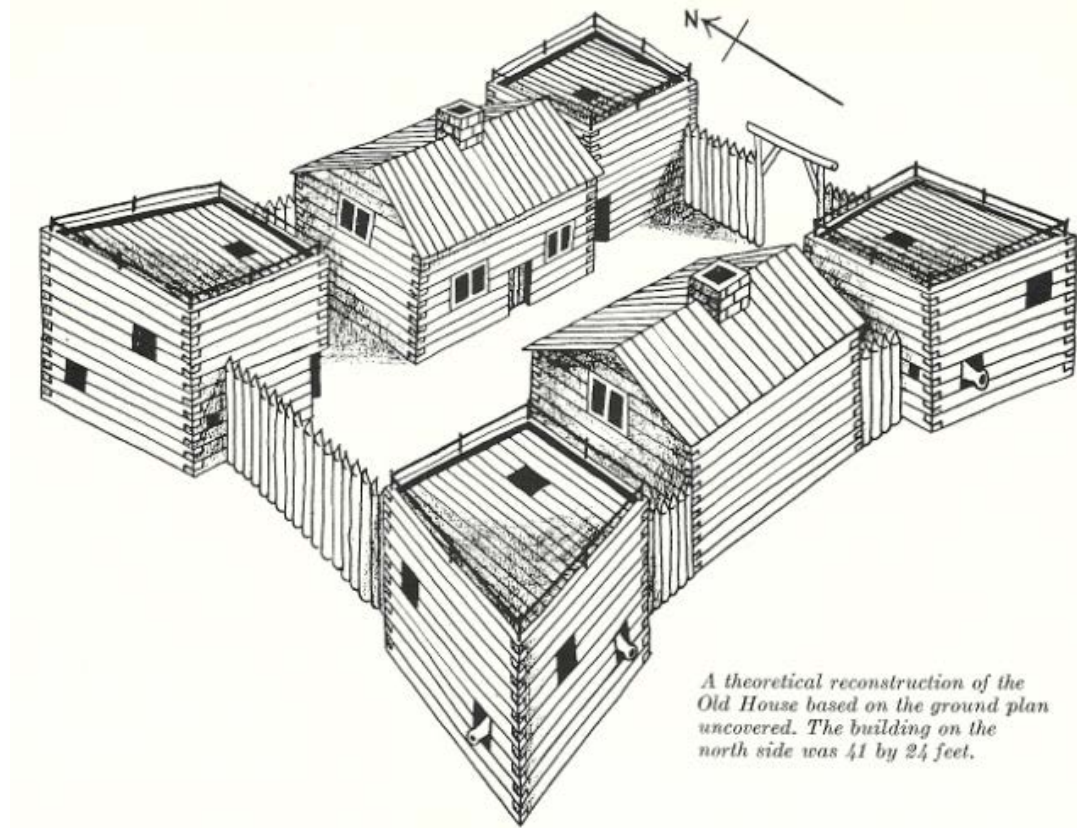 N
A theoretical reconstruction of the
Old House based on the ground plan
uncovered. The building on the
north side was 41 by 24 feet.